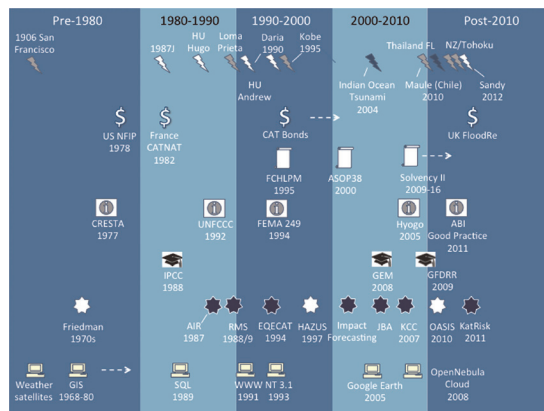 Pre-1980
1980-1990
1990-2000
2000-2010
Post-2010
1906 San
Francisco
1987J
HU
Hugo
Loma
Prieta
Daria
1990
Kobe
1995
HU
Andrew
Indian Ocean
Tsunami
2004
Thailand FL
Maule (Chile)
2010
NZ/Tohoku
Sandy
2012
$
US NFIP
1978
$
France
CATNAT
1982
$
CAT Bonds
$
UK FloodRe
FCHLPM
1995
ASOP38
2000
Solvency II
2009-16
CRESTA
1977
UNFCCC
1992
FEMA 249
1994
Hyogo
2005
ABI
Good Practice
2011
IPCC
1988
GEM
2008
GFDRR
2009
Friedman
1970s
AIR
1987
RMS
1988/9
EQECAT
1994
HAZUS
1997
Impact
Forecasting
JBA
KCC
2007
OASIS
2010
KatRisk
2011
Weather
satellites
GIS
1968-80
SQL
1989
WWW
1991
NT 3.1
1993
Google Earth
2005
OpenNebula
Cloud
2008